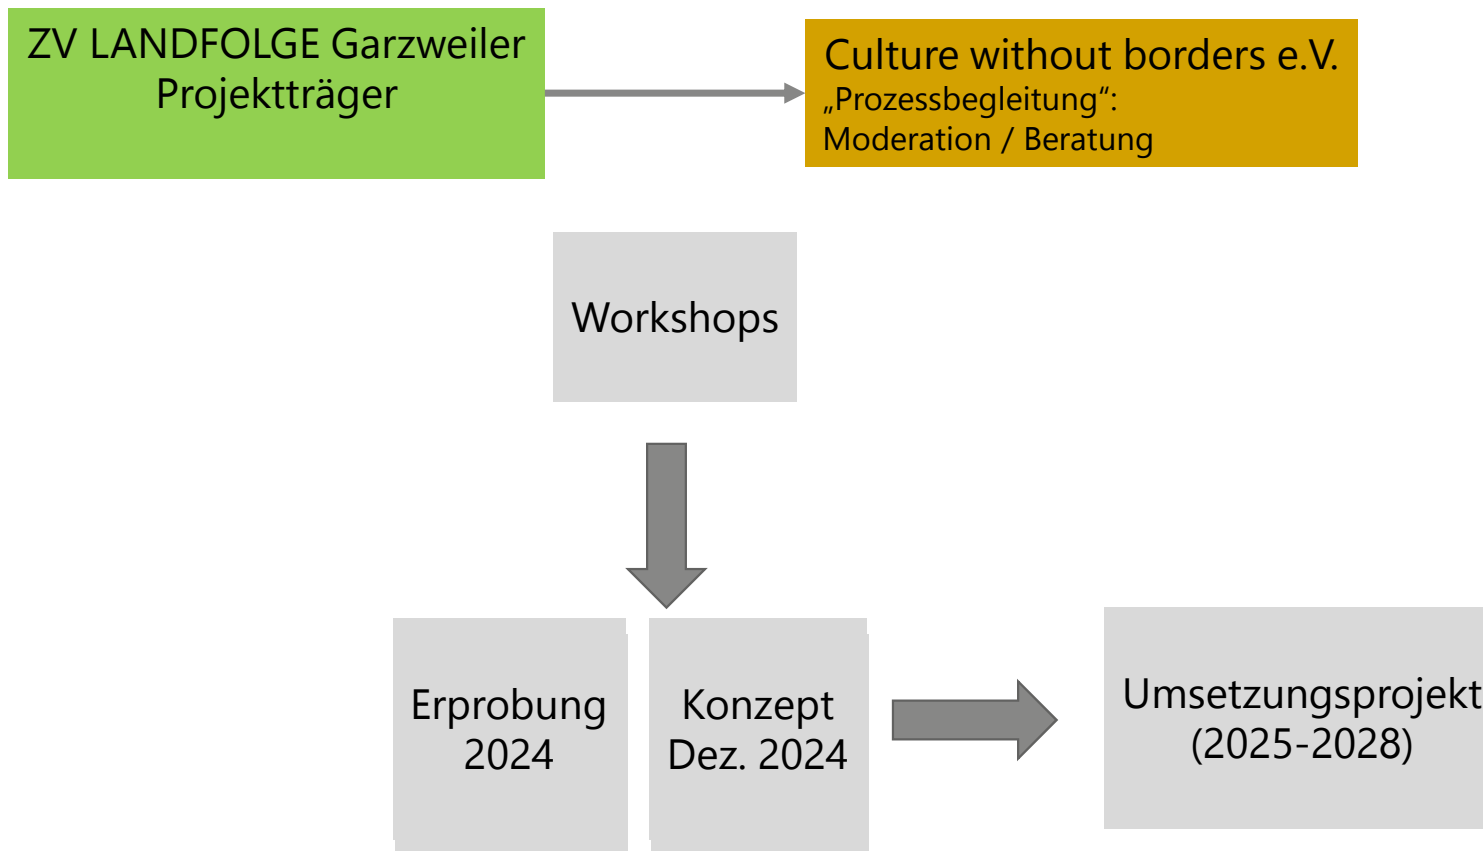 ZV LANDFOLGE Garzweiler
Projektträger
Culture without borders e.V.
„Prozessbegleitung“:
Moderation / Beratung
Workshops
Erprobung
2024
Konzept
Dez. 2024
Umsetzungsprojekt
(2025-2028)